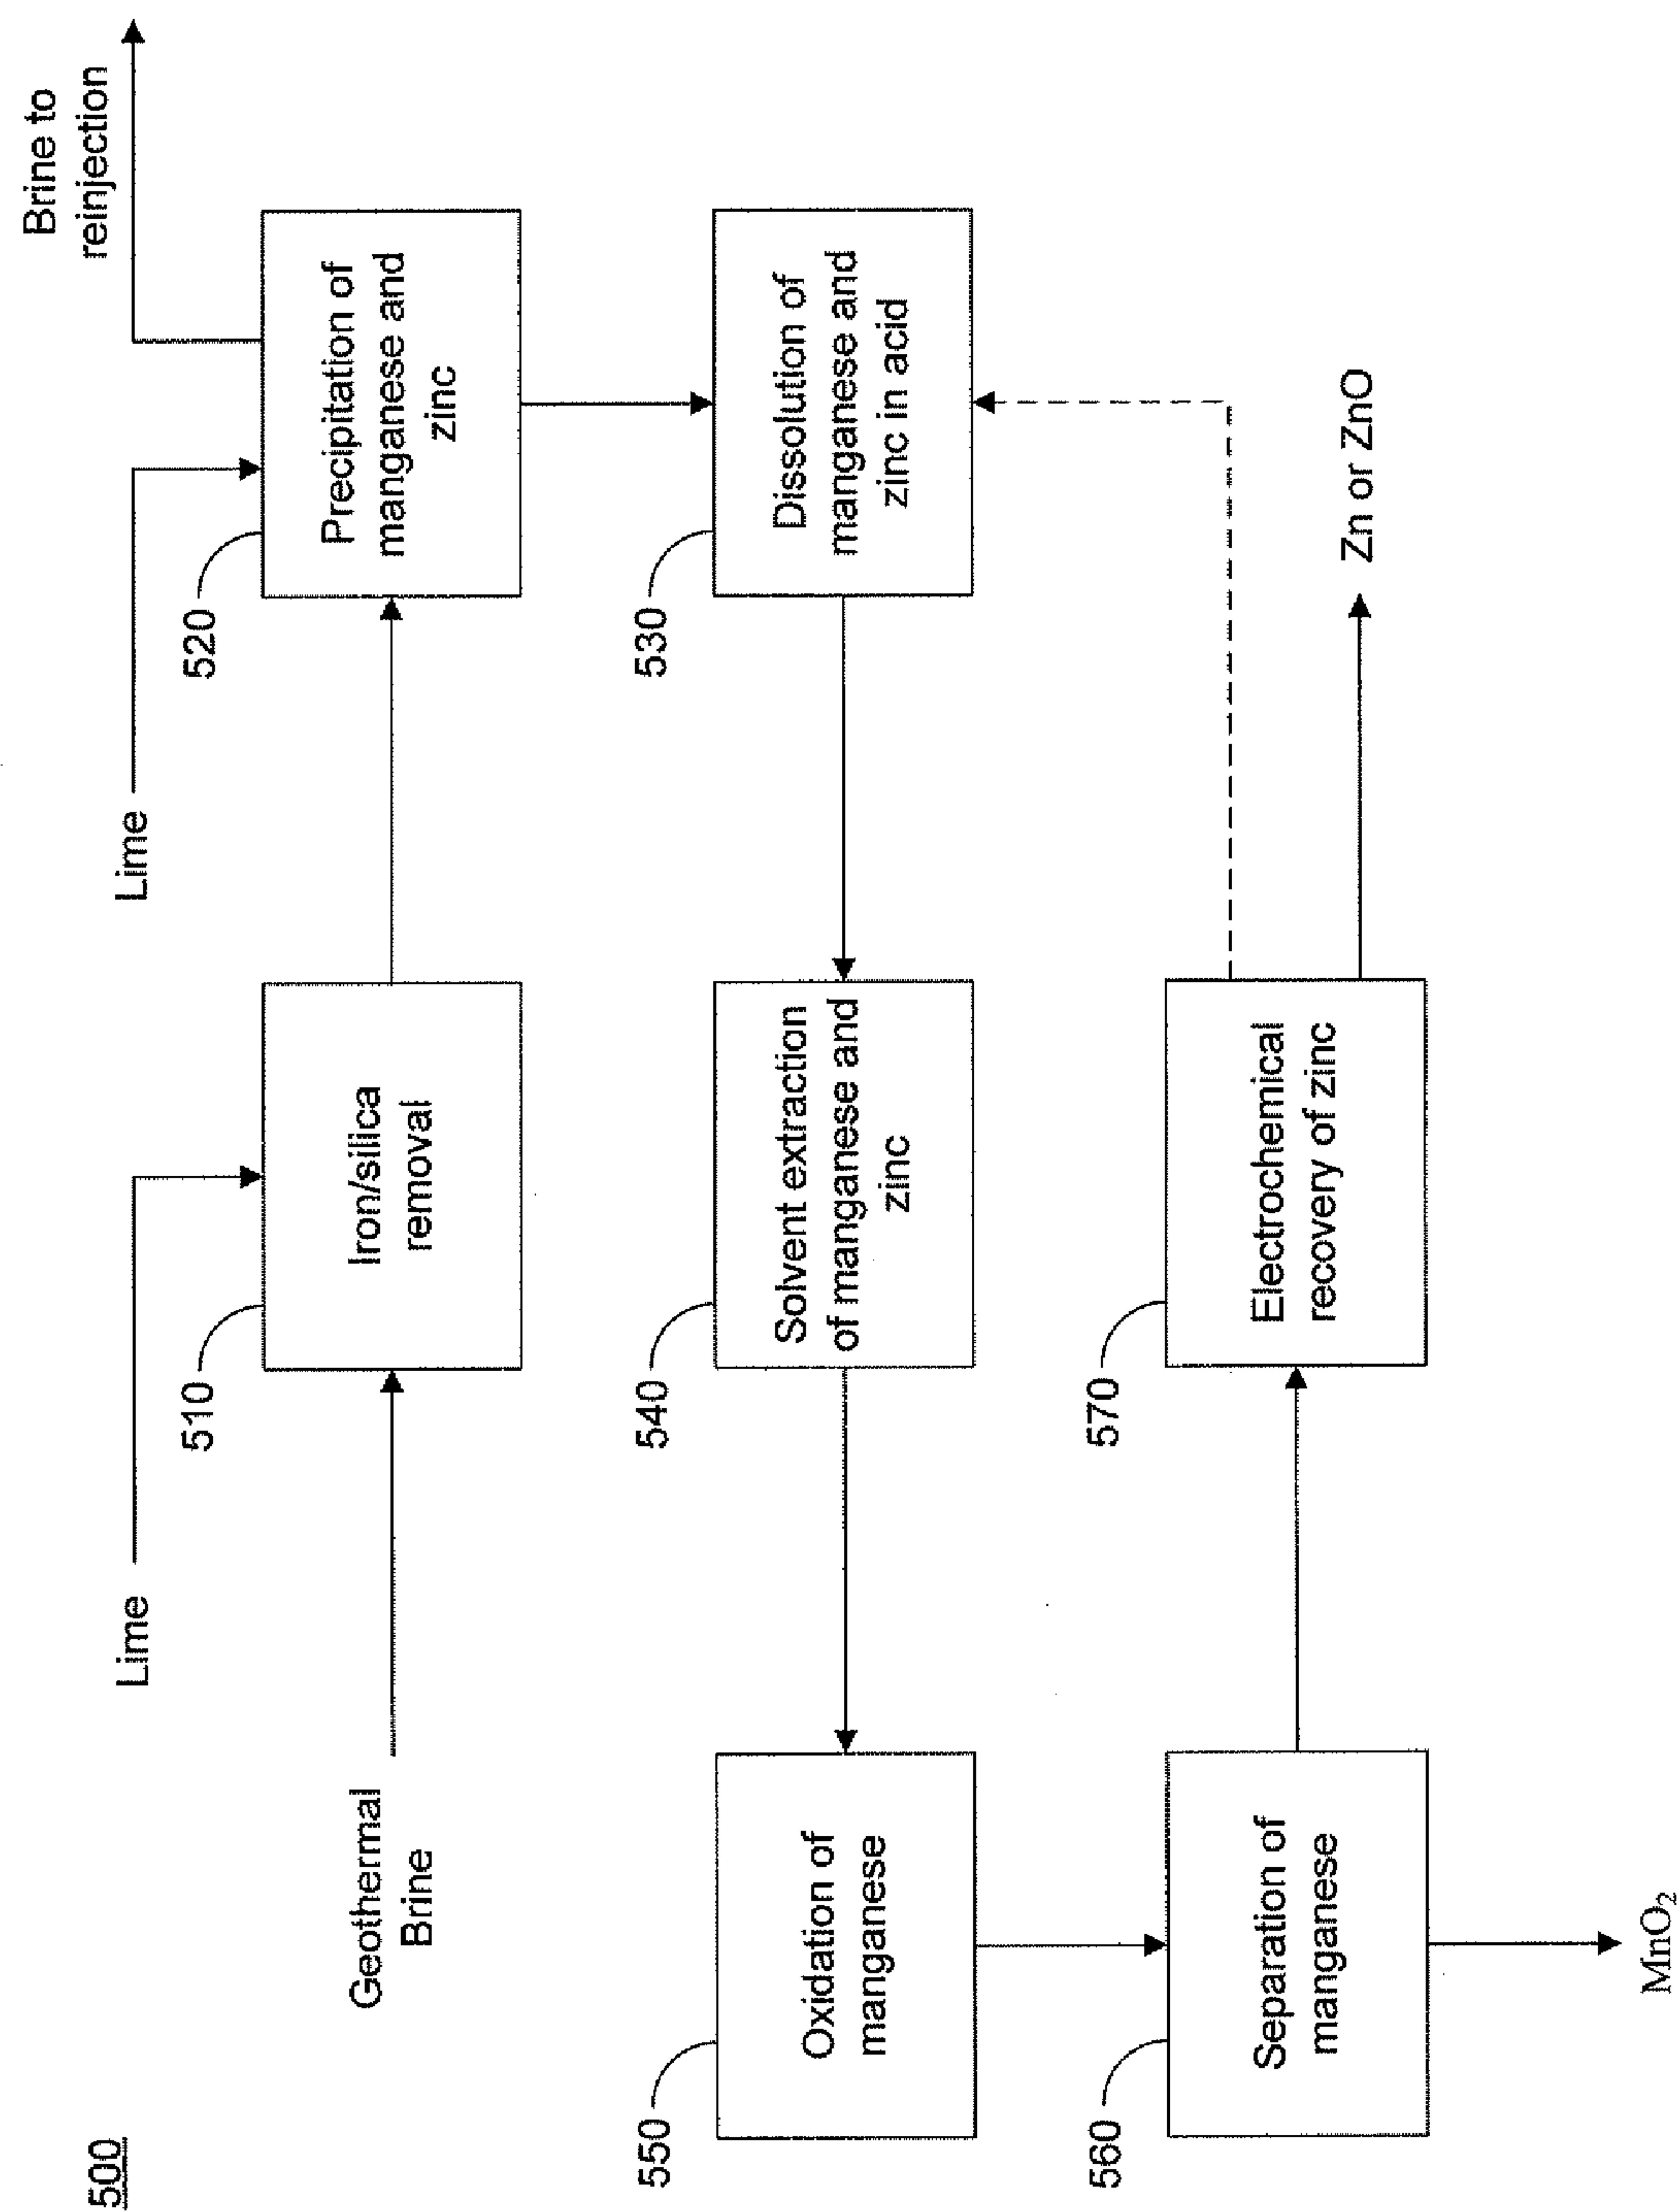 500
Lime
Lime
Brine to
reinjection
510
520
Geothermal
Brine
Iron/silica
removal
Precipitation of
manganese and
zinc
550
540
530
Oxidation of
manganese
Solvent extraction
of manganese and
zinc
Dissolution of
manganese and
zinc in acid
560
570
Separation of
manganese
Electrochemical
recovery of zinc
Zn or ZnO
MnO₂